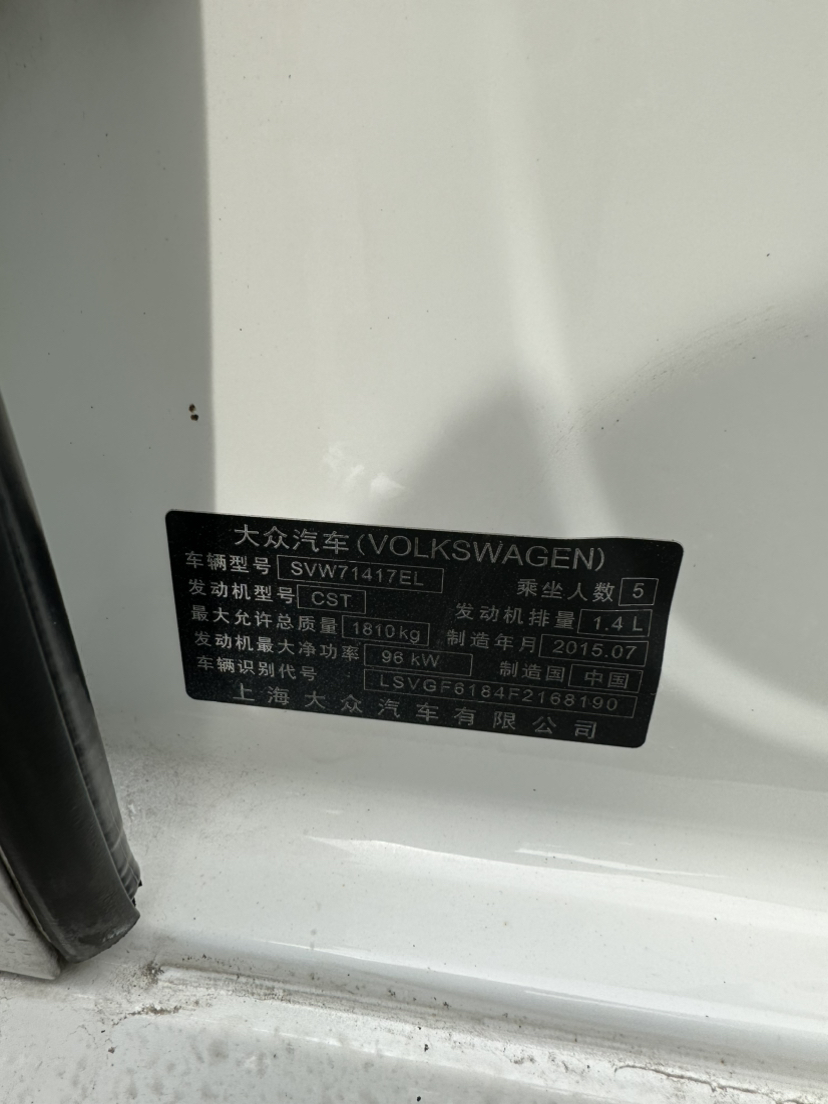 大众汽车(VOLKSWAGEN)
车辆型号 SVW71417EL 乘坐人数 5
发动机型号 CST 发动机排量 1.4 L
最大允许总质量 1810kg 制造年月 2015.07
发动机最大净功率 96 kW 制造国 中国
车辆识别代号 LSVGF6184F2168190
上海大众汽车有限公司